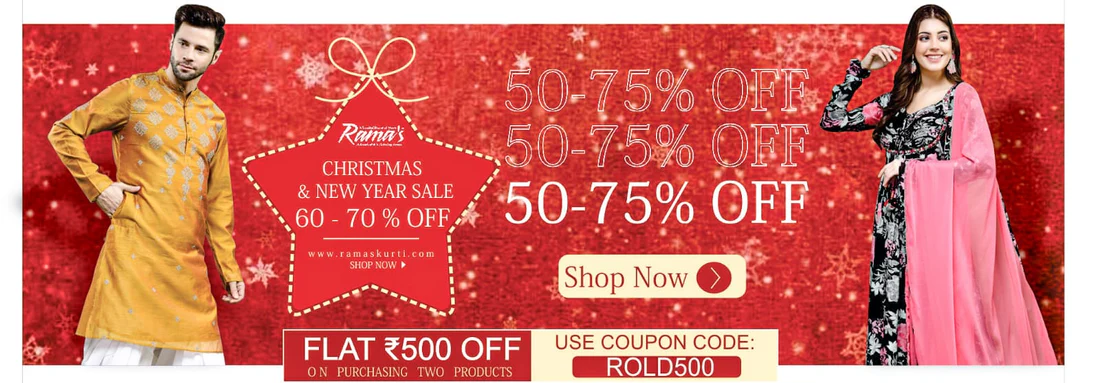 Rama's
CHRISTMAS
& NEW YEAR SALE
60 - 70 % OFF
www.ramaskurti.com
SHOP NOW
50-75% OFF
50-75% OFF
50-75% OFF
Shop Now
FLAT ₹500 OFF
ON PURCHASING TWO PRODUCTS
USE COUPON CODE:
ROLD500